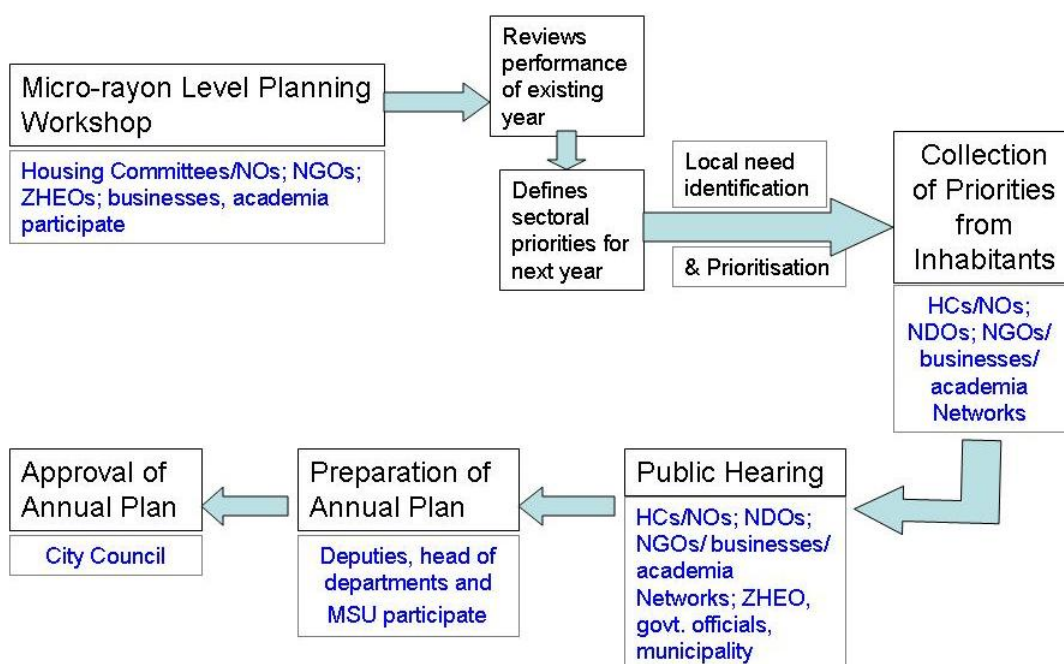 Micro-rayon Level Planning
Workshop
Housing Committees/NOs; NGOs;
ZHEOs; businesses, academia
participate
Reviews
performance
of existing
year
Defines
sectoral
priorities for
next year
Local need
identification
& Prioritisation
Collection
of Priorities
from
Inhabitants
HCs/NOs;
NDOs; NGOs/
businesses/
academia
Networks
Public Hearing
HCs/NOs; NDOs;
NGOs/ businesses/
academia
Networks; ZHEO,
govt. officials,
municipality
Preparation of
Annual Plan
Deputies, head of
departments and
MSU participate
Approval of
Annual Plan
City Council